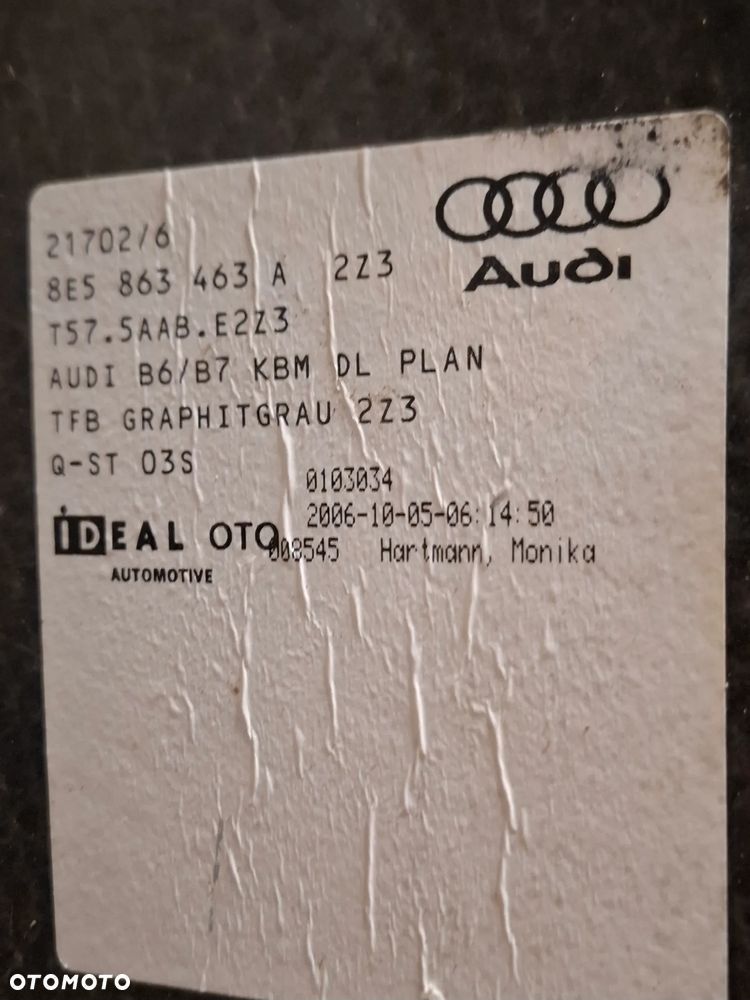 Audi
21702/6
8E5 863 463 A 2Z3
T57.5AAB.E2Z3
AUDI B6/B7 KBM DL PLAN
TFB GRAPHITGRAU 2Z3
Q-ST 03S
0103034
2006-10-05-06:14:50
IDEAL OTO 008545 Hartmann, Monika
AUTOMOTIVE
OTOMOTO